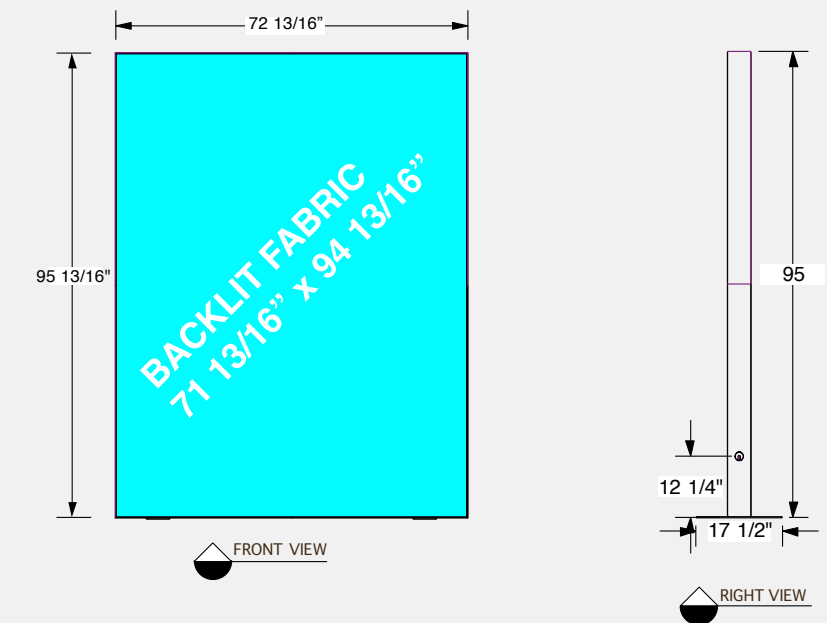 72 13/16”
95 13/16"
BACKLIT FABRIC
71 13/16” x 94 13/16”
FRONT VIEW
95
12 1/4"
17 1/2"
RIGHT VIEW